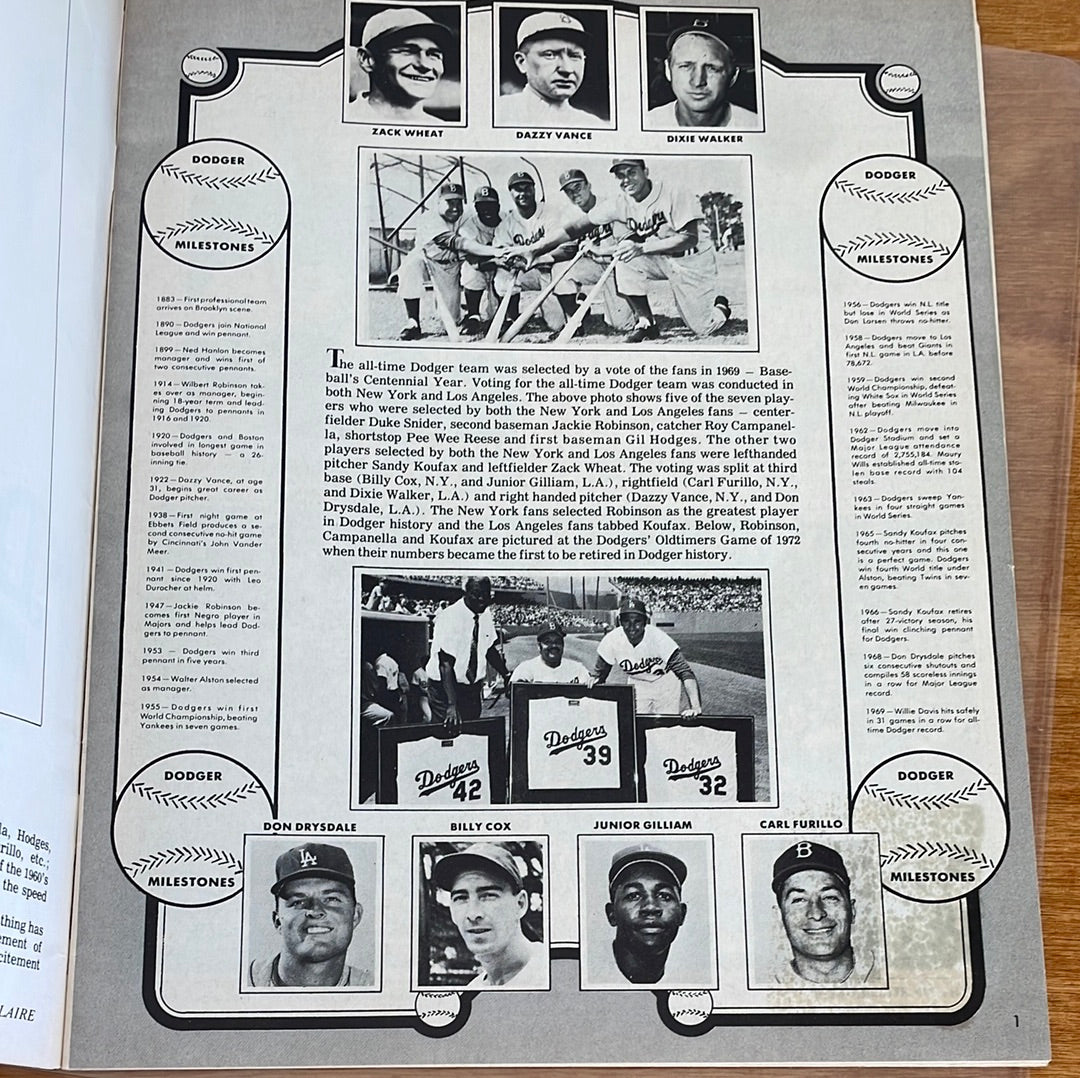 ZACK WHEAT
DAZZY VANCE
DIXIE WALKER
DODGER
MILESTONES
1883 — First professional team
arrives on Brooklyn scene.
1890 — Dodgers join National
League and win pennant.
1899 — Ned Hanlon becomes
manager and wins first of
two consecutive pennants.
1914 — Wilbert Robinson tak-
es over as manager, begin-
ning 18-year term and lead-
ing Dodgers to pennants in
1916 and 1920.
1920 — Dodgers and Boston
involved in longest game in
baseball history — a 26-
inning tie.
1922 — Dazzy Vance, at age
31, begins great career as
Dodger pitcher.
1938 — First night game at
Ebbets Field produces a se-
cond consecutive no-hit game
by Cincinnati's John Vander
Meer.
1941 — Dodgers win first pen-
nant since 1920 with Leo
Durocher at helm.
1947 — Jackie Robinson be-
comes first Negro player in
Majors and helps lead Dod-
gers to pennant.
1953 — Dodgers win third
pennant in five years.
1954 — Walter Alston selected
as manager.
1955 — Dodgers win first
World Championship, beating
Yankees in seven games.
DODGER
MILESTONES
The all-time Dodger team was selected by a vote of the fans in 1969 — Base-
ball's Centennial Year. Voting for the all-time Dodger team was conducted in
both New York and Los Angeles. The above photo shows five of the seven play-
ers who were selected by both the New York and Los Angeles fans — center-
fielder Duke Snider, second baseman Jackie Robinson, catcher Roy Campanel-
la, shortstop Pee Wee Reese and first baseman Gil Hodges. The other two
players selected by both the New York and Los Angeles fans were lefthanded
pitcher Sandy Koufax and leftfielder Zack Wheat. The voting was split at third
base (Billy Cox, N.Y., and Junior Gilliam, L.A.), rightfield (Carl Furillo, N.Y.,
and Dixie Walker, L.A.) and right handed pitcher (Dazzy Vance, N.Y., and Don
Drysdale, L.A.). The New York fans selected Robinson as the greatest player
in Dodger history and the Los Angeles fans tabbed Koufax. Below, Robinson,
Campanella and Koufax are pictured at the Dodgers' Oldtimers Game of 1972
when their numbers became the first to be retired in Dodger history.
Dodgers
Dodgers
42
Dodgers
39
Dodgers
32
DODGER
MILESTONES
1956 — Dodgers win N.L. title
but lose in World Series as
Don Larsen throws no-hitter.
1958 — Dodgers move to Los
Angeles and beat Giants in
first N.L. game in L.A. before
78,672.
1959 — Dodgers win second
World Championship, defeat-
ing White Sox in World Series
after beating Milwaukee in
N.L. playoff.
1962 — Dodgers move into
Dodger Stadium and set a
Major League attendance
record of 2,755,184. Maury
Wills established all-time sto-
len base record with 104
steals.
1963 — Dodgers sweep Yan-
kees in four straight games
in World Series.
1965 — Sandy Koufax pitches
fourth no-hitter in four con-
secutive years and this one
is a perfect game. Dodgers
win fourth World title under
Alston, beating Twins in sev-
en games.
1966 — Sandy Koufax retires
after 27-victory season, his
final win clinching pennant
for Dodgers.
1968 — Don Drysdale pitches
six consecutive shutouts and
compiles 58 scoreless innings
in a row for Major League
record.
1969 — Willie Davis hits safely
in 31 games in a row for all-
time Dodger record.
DODGER
MILESTONES
DON DRYSDALE
BILLY COX
JUNIOR GILLIAM
CARL FURILLO
LA
B
1
la, Hodges,
rillo, etc.;
f the 1960's
the speed
thing has
ement of
citement
LAIRE